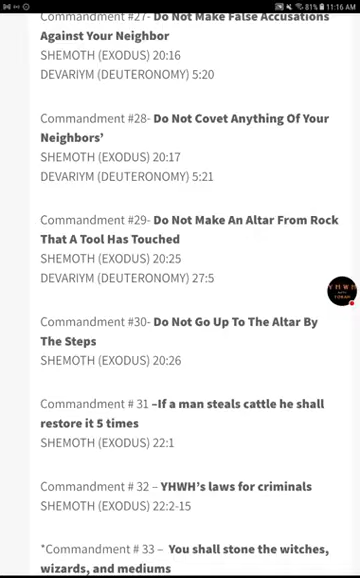 81% 11:16 AM
Commandment #27- Do Not Make False Accusations
Against Your Neighbor
SHEMOTH (EXODUS) 20:16
DEVARIYM (DEUTERONOMY) 5:20
Commandment #28- Do Not Covet Anything Of Your
Neighbors’
SHEMOTH (EXODUS) 20:17
DEVARIYM (DEUTERONOMY) 5:21
Commandment #29- Do Not Make An Altar From Rock
That A Tool Has Touched
SHEMOTH (EXODUS) 20:25
DEVARIYM (DEUTERONOMY) 27:5
Commandment #30- Do Not Go Up To The Altar By
The Steps
SHEMOTH (EXODUS) 20:26
Commandment # 31 –If a man steals cattle he shall
restore it 5 times
SHEMOTH (EXODUS) 22:1
Commandment # 32 – YHWH’s laws for criminals
SHEMOTH (EXODUS) 22:2-15
*Commandment # 33 – You shall stone the witches,
wizards, and mediums